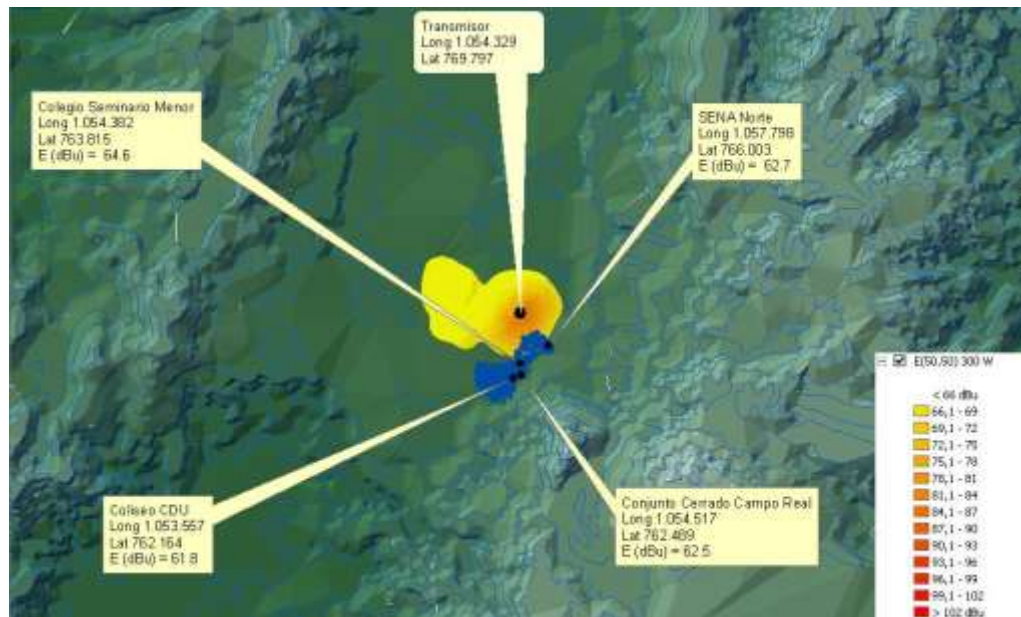 Transmisor
Long 1.054.329
Lat 769.797
Colegio Seminario Menor
Long 1.054.382
Lat 763.815
E (dBu) = 64.6
SENA Norte
Long 1.057.798
Lat 766.003
E (dBu) = 62.7
Coliseo CDU
Long 1.053.557
Lat 762.164
E (dBu) = 61.8
Conjunto Cerrado Campo Real
Long 1.054.517
Lat 762.489
E (dBu) = 62.5
E(50,90) 300 W
< 66 dBu
66,1 - 69
69,1 - 72
72,1 - 75
75,1 - 78
78,1 - 81
81,1 - 84
84,1 - 87
87,1 - 90
90,1 - 93
93,1 - 96
96,1 - 99
99,1 - 102
> 102 dBu